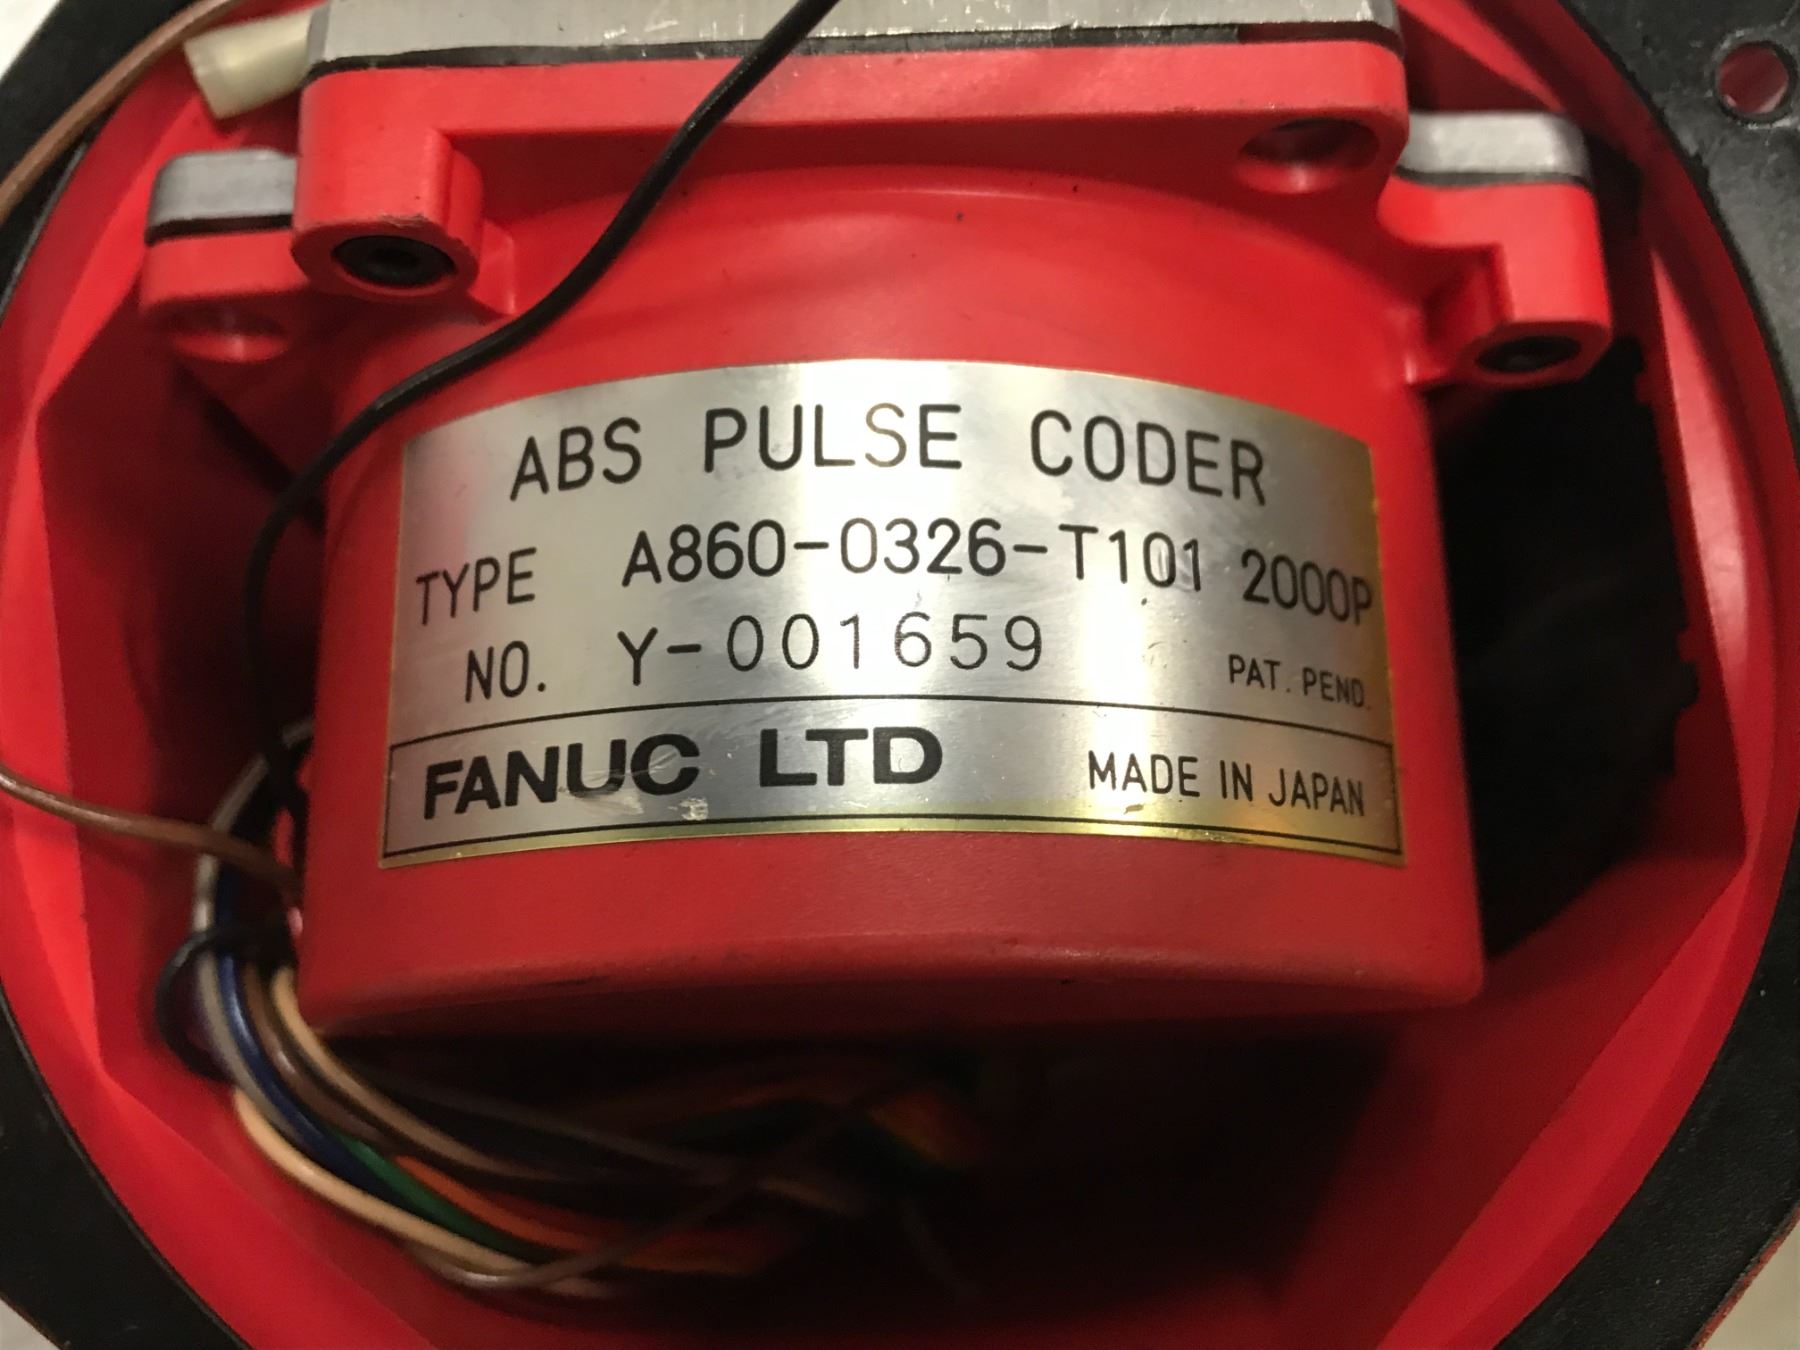 ABS PULSE CODER
TYPE A860-0326-T101 2000P
NO. Y-001659
PAT. PEND.
FANUC LTD MADE IN JAPAN